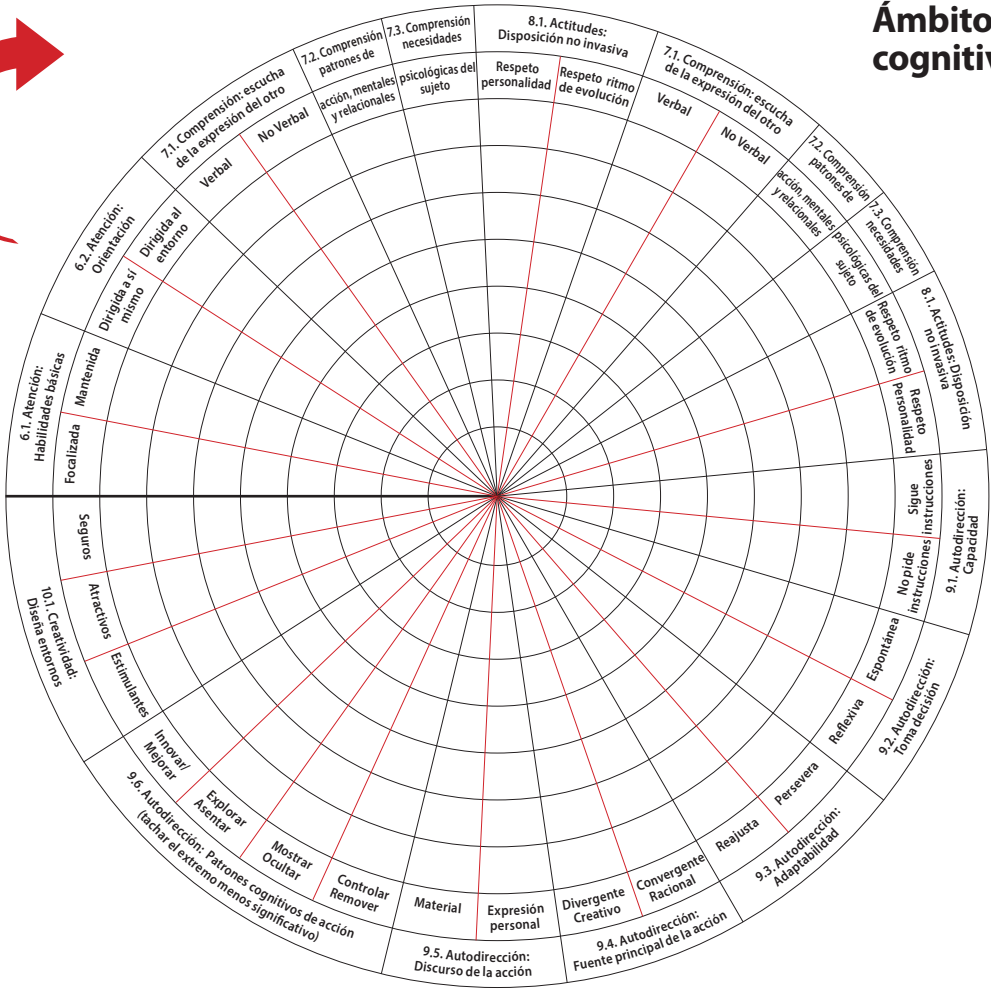 Ámbito
cognitiv
6.1. Atención:
Habilidades básicas
Focalizada
Mantenida
6.2. Atención:
Orientación
Dirigida a sí
mismo
Dirigida al
entorno
7.1. Comprensión: escucha
de la expresión del otro
Verbal
No Verbal
7.2. Comprensión
patrones de
acción, mentales
y relacionales
7.3. Comprensión
necesidades
psicológicas del
sujeto
8.1. Actitudes:
Disposición no invasiva
Respeto
personalidad
Respeto ritmo
de evolución
7.1. Comprensión: escucha
de la expresión del otro
Verbal
No Verbal
7.2. Comprensión
patrones de
acción, mentales
y relacionales
7.3. Comprensión
necesidades
psicológicas del
sujeto
8.1. Actitudes: Disposición
no invasiva
Respeto ritmo
de evolución
Respeto
Personalidad
9.1. Autodirección:
Capacidad
Sigue
instrucciones
No pide
instrucciones
9.2. Autodirección:
Toma decisión
Espontánea
Reflexiva
9.3. Autodirección:
Adaptabilidad
Persevera
Reajusta
9.4. Autodirección:
Fuente principal de la acción
Convergente
Racional
Divergente
Creativo
9.5. Autodirección:
Discurso de la acción
Expresión
personal
Material
9.6. Autodirección: Patrones cognitivos de acción
(tachar el extremo menos significativo)
Controlar
Remover
Mostrar
Ocultar
Explorar
Asentar
Innovar/
Mejorar
10.1. Creatividad:
Diseña entornos
Estimulantes
Atractivos
Seguros